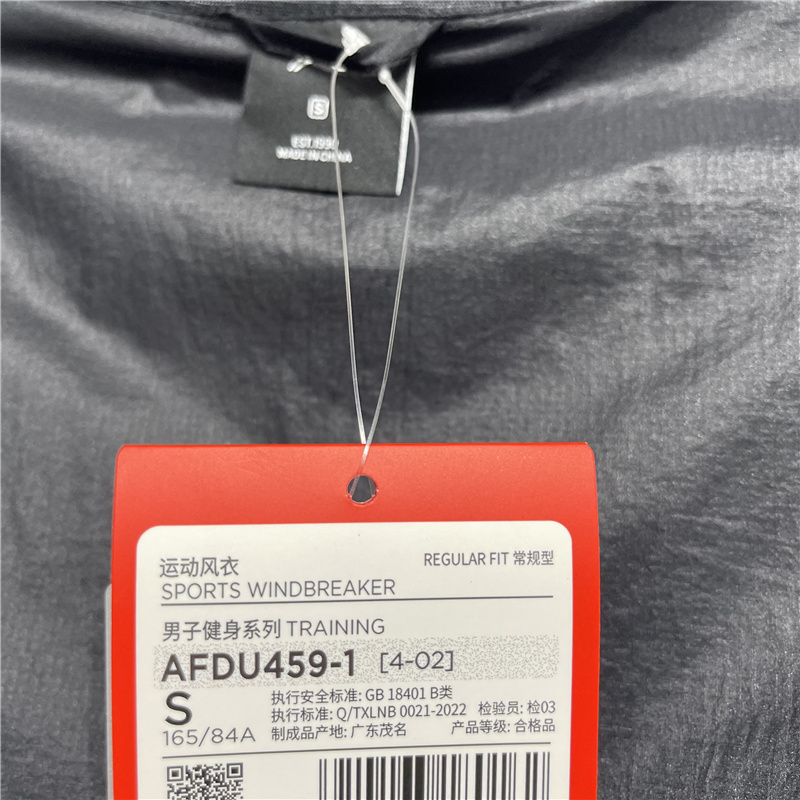 S
EST.1990
MADE IN CHINA
运动风衣
REGULAR FIT 常规型
SPORTS WINDBREAKER
男子健身系列 TRAINING
AFDU459-1 [4-02]
S
165/84A
执行安全标准: GB 18401 B类
执行标准: Q/TXLNB 0021-2022 检验员: 检03
制成品产地: 广东茂名 产品等级: 合格品